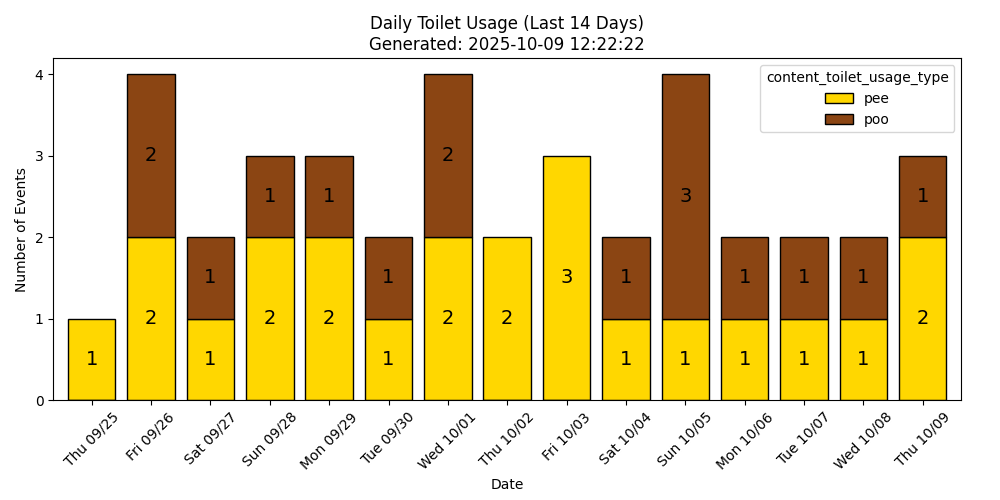 Daily Toilet Usage (Last 14 Days)
Generated: 2025-10-09 12:22:22
content_toilet_usage_type
pee
poo
Number of Events
4
3
2
1
0
1
2
2
1
1
2
1
2
1
1
1
2
2
2
3
1
1
1
3
1
1
1
1
1
1
2
1
Thu 09/25
Fri 09/26
Sat 09/27
Sun 09/28
Mon 09/29
Tue 09/30
Wed 10/01
Thu 10/02
Fri 10/03
Sat 10/04
Sun 10/05
Mon 10/06
Tue 10/07
Wed 10/08
Thu 10/09
Date